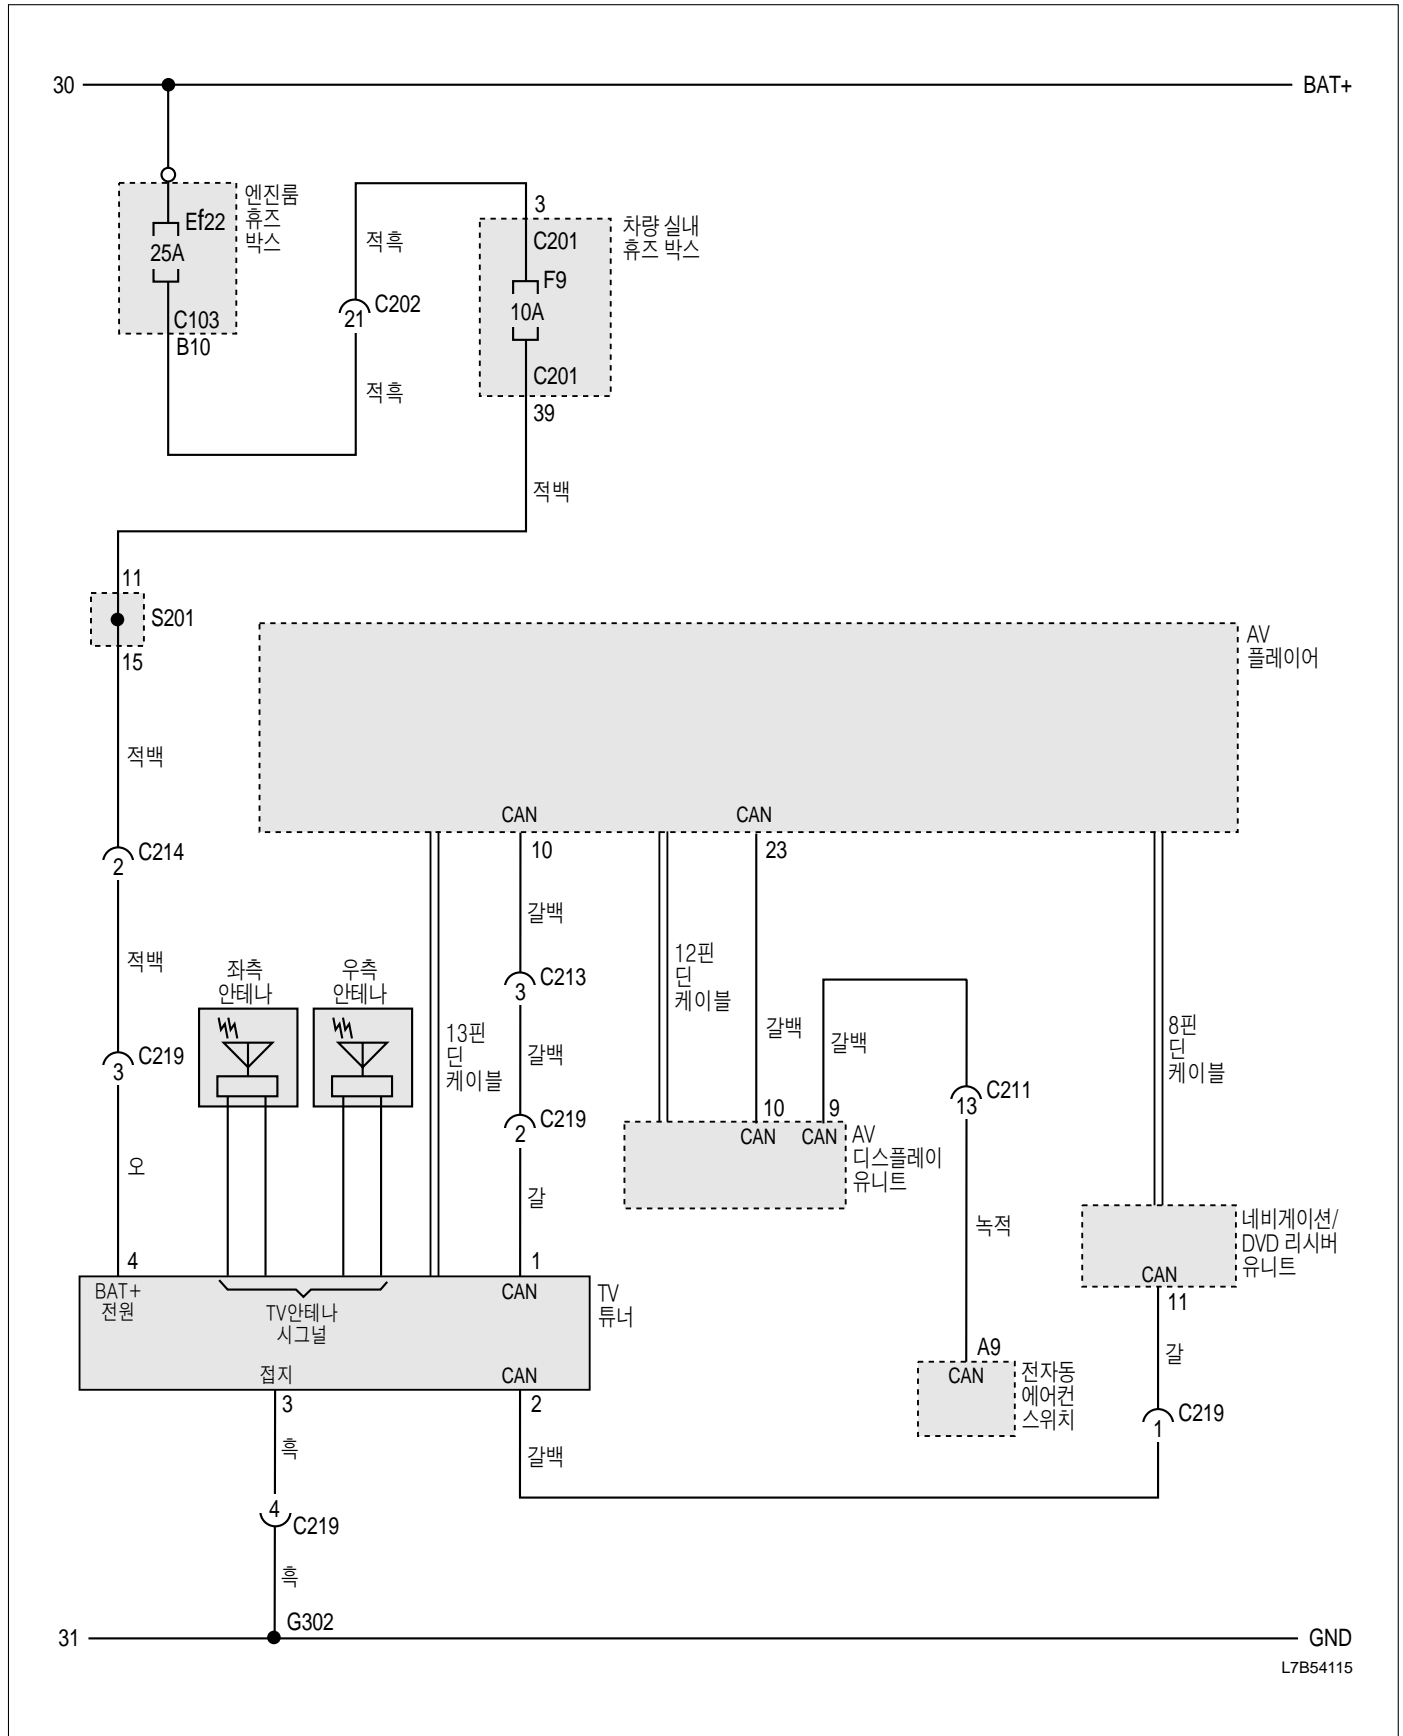 30
BAT+
엔진룸
휴즈
박스
Ef22
25A
C103
B10
적흑
C202
21
적흑
3
C201
F9
10A
C201
39
차량 실내
휴즈 박스
적백
11
S201
15
적백
C214
2
적백
C219
3
오
4
AV
플레이어
CAN
CAN
10
23
갈백
C213
3
갈백
C219
2
갈
1
좌측
안테나
우측
안테나
13핀
딘
케이블
12핀
딘
케이블
갈백
갈백
8핀
딘
케이블
C211
13
10
9
CAN
CAN
AV
디스플레이
유니트
녹적
A9
CAN
전자동
에어컨
스위치
네비게이션/
DVD 리시버
유니트
CAN
11
갈
C219
1
BAT+
전원
TV안테나
시그널
CAN
TV
튜너
접지
CAN
3
2
흑
갈백
4
C219
흑
G302
31
GND
L7B54115